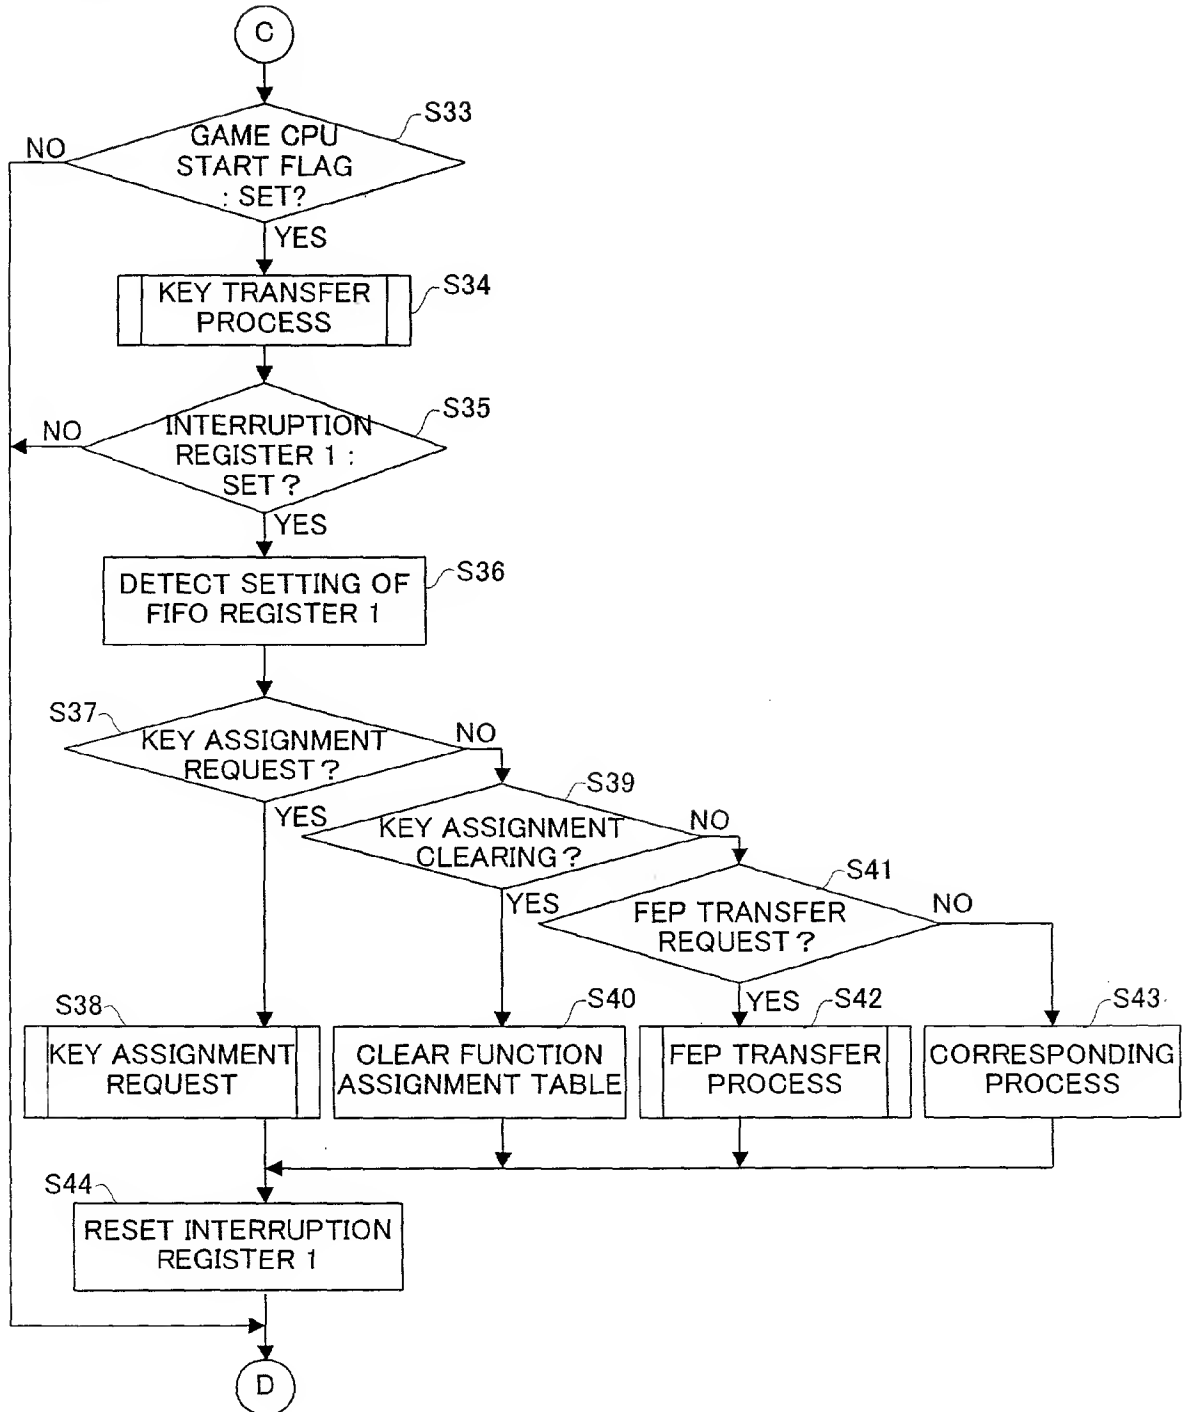 C
S33
GAME CPU
START FLAG
: SET?
NO
YES
KEY TRANSFER
PROCESS
S34
S35
INTERRUPTION
REGISTER 1 :
SET?
NO
YES
DETECT SETTING OF
FIFO REGISTER 1
S36
S37
KEY ASSIGNMENT
REQUEST?
NO
YES
S39
KEY ASSIGNMENT
CLEARING?
NO
YES
S41
FEP TRANSFER
REQUEST?
NO
YES
S38
KEY ASSIGNMENT
REQUEST
S40
CLEAR FUNCTION
ASSIGNMENT TABLE
S42
FEP TRANSFER
PROCESS
S43
CORRESPONDING
PROCESS
S44
RESET INTERRUPTION
REGISTER 1
D